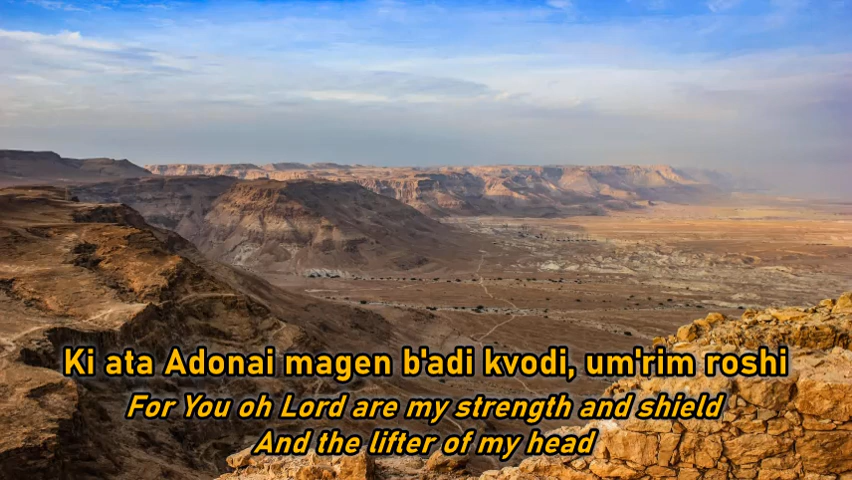 Ki ata Adonai magen b'adi kvodi, um'rim roshi
For You oh Lord are my strength and shield
And the lifter of my head